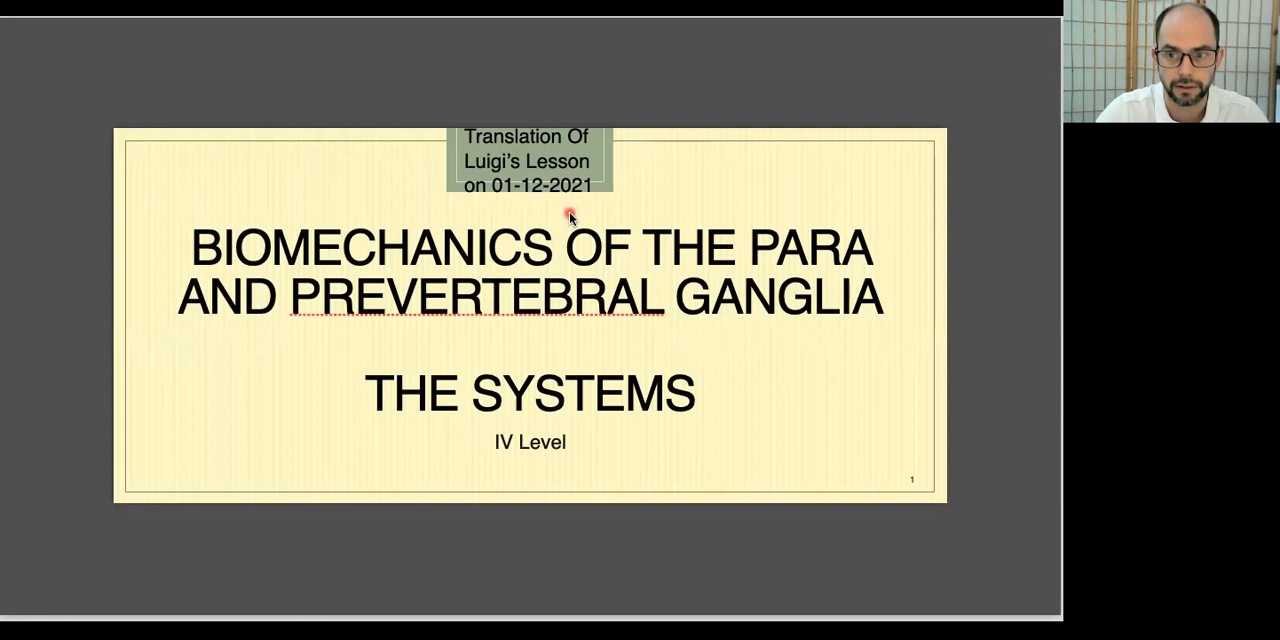 Translation Of
Luigi's Lesson
on 01-12-2021
BIOMECHANICS OF THE PARA
AND PREVERTEBRAL GANGLIA
THE SYSTEMS
IV Level
1